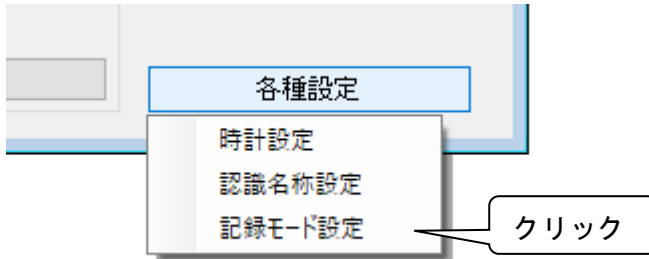 各種設定
時計設定
認識名称設定
記録モード設定
クリック